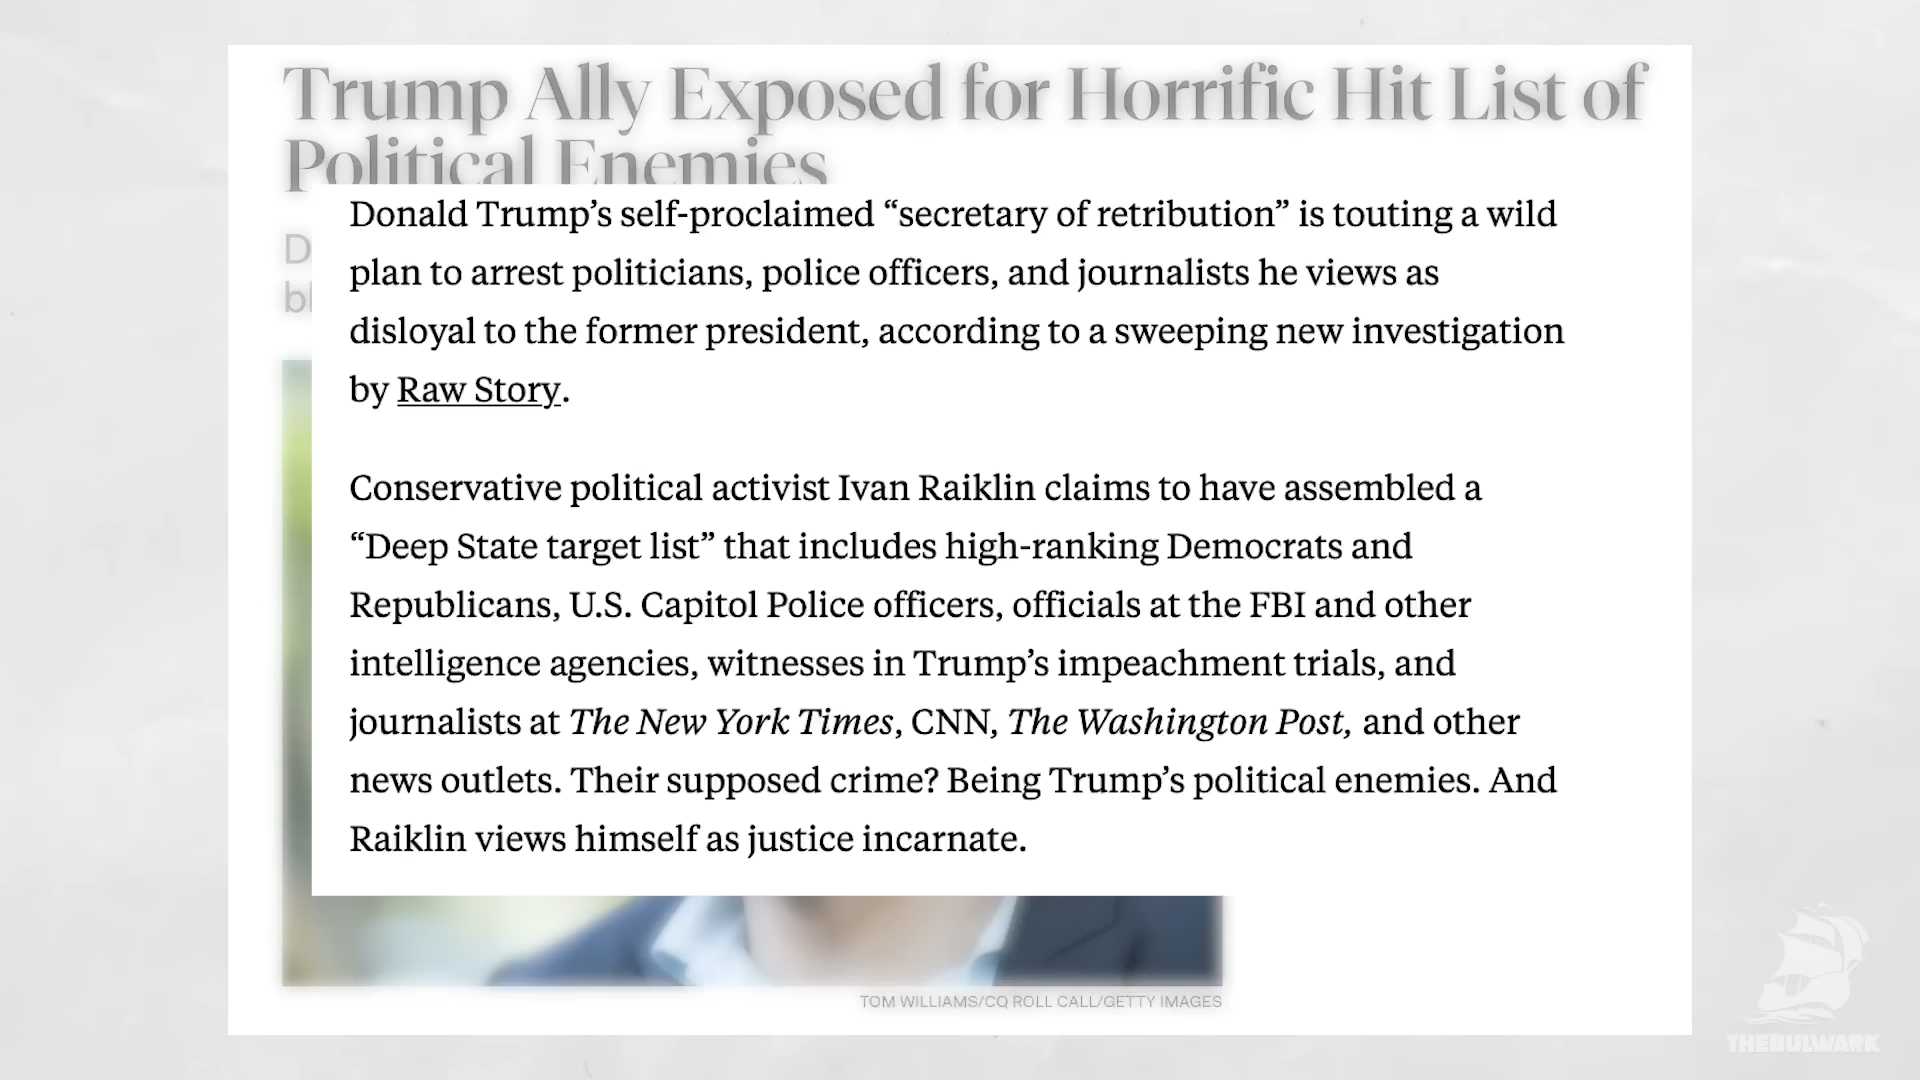 Trump Ally Exposed for Horrific Hit List of
Political Enemies
D
bl
Donald Trump’s self-proclaimed “secretary of retribution” is touting a wild
plan to arrest politicians, police officers, and journalists he views as
disloyal to the former president, according to a sweeping new investigation
by Raw Story.
Conservative political activist Ivan Raiklin claims to have assembled a
“Deep State target list” that includes high-ranking Democrats and
Republicans, U.S. Capitol Police officers, officials at the FBI and other
intelligence agencies, witnesses in Trump’s impeachment trials, and
journalists at The New York Times, CNN, The Washington Post, and other
news outlets. Their supposed crime? Being Trump’s political enemies. And
Raiklin views himself as justice incarnate.
TOM WILLIAMS/CQ ROLL CALL/GETTY IMAGES
THEBULWARK